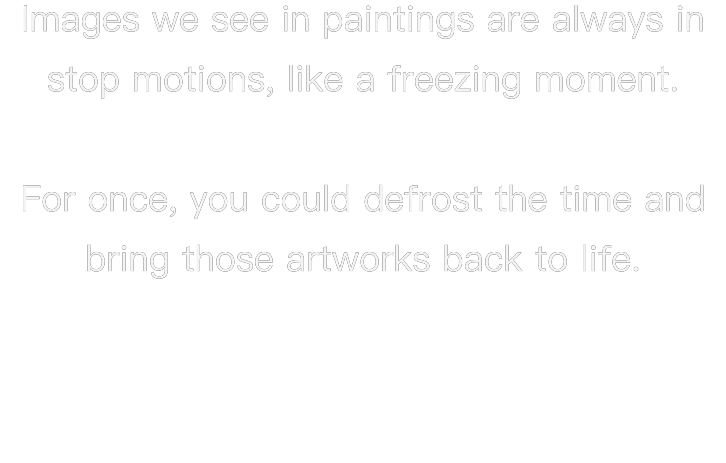 Images we see in paintings are always in
stop motions, like a freezing moment.
For once, you could defrost the time and
bring those artworks back to life.